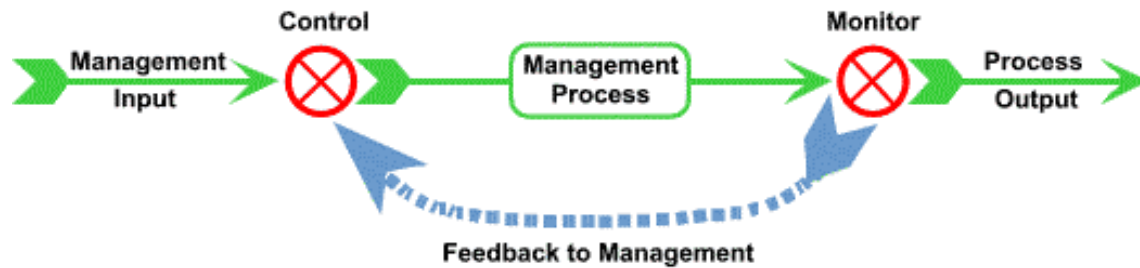 Control
Monitor
Management
Input
Management
Process
Process
Output
Feedback to Management